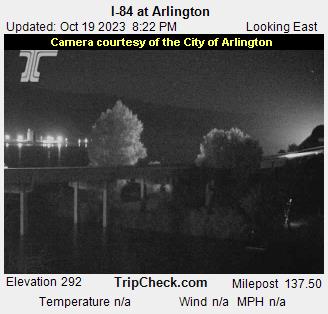 I-84 at Arlington
Updated: Oct 19 2023 8:22 PM Looking East
Camera courtesy of the City of Arlington
Elevation 292 TripCheck.com Milepost 137.50
Temperature n/a Wind n/a MPH n/a